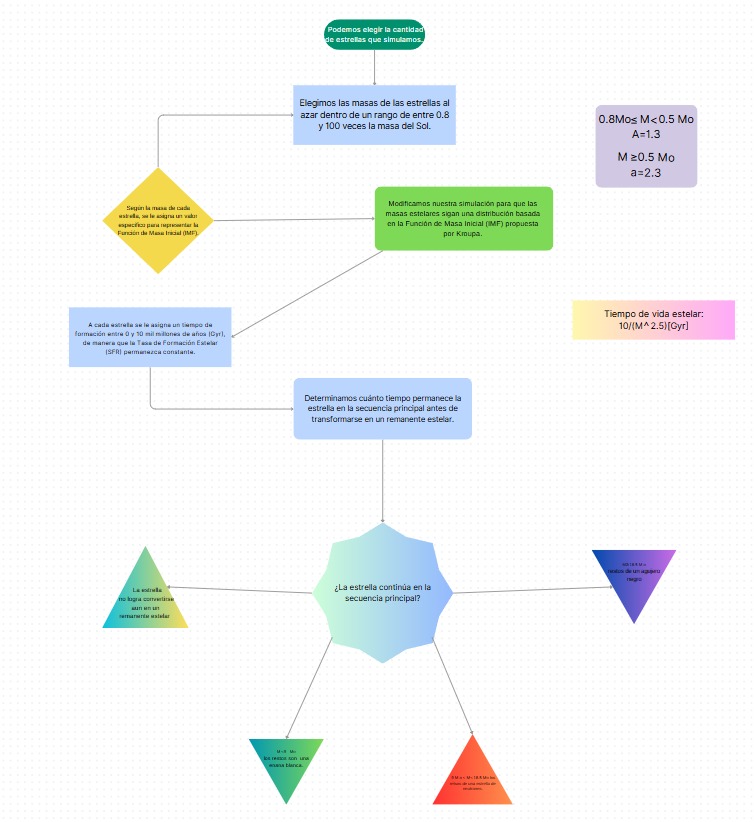 Podemos elegir la cantidad
de estrellas que simulamos.
Elegimos las masas de las estrellas al
azar dentro de un rango de entre 0.8
y 100 veces la masa del Sol.
0.8Mo≤ M<0.5 Mo
A=1.3
M ≥0.5 Mo
a=2.3
Según la masa de cada
estrella, se le asigna un valor
específico para representar la
Función de Masa Inicial (IMF).
Modificamos nuestra simulación para que las
masas estelares sigan una distribución basada
en la Función de Masa Inicial (IMF) propuesta
por Kroupa.
Tiempo de vida estelar:
10/(M^2.5)[Gyr]
A cada estrella se le asigna un tiempo de
formación entre 0 y 10 mil millones de años (Gyr),
de manera que la Tasa de Formación Estelar
(SFR) permanezca constante.
Determinamos cuánto tiempo permanece la
estrella en la secuencia principal antes de
transformarse en un remanente estelar.
¿La estrella continúa en la
secuencia principal?
La estrella
no logra convertirse
aun en un
remanente estelar
restos de un agujero
negro
los restos son una
enana blanca.
restos de una estrella de
neutrones